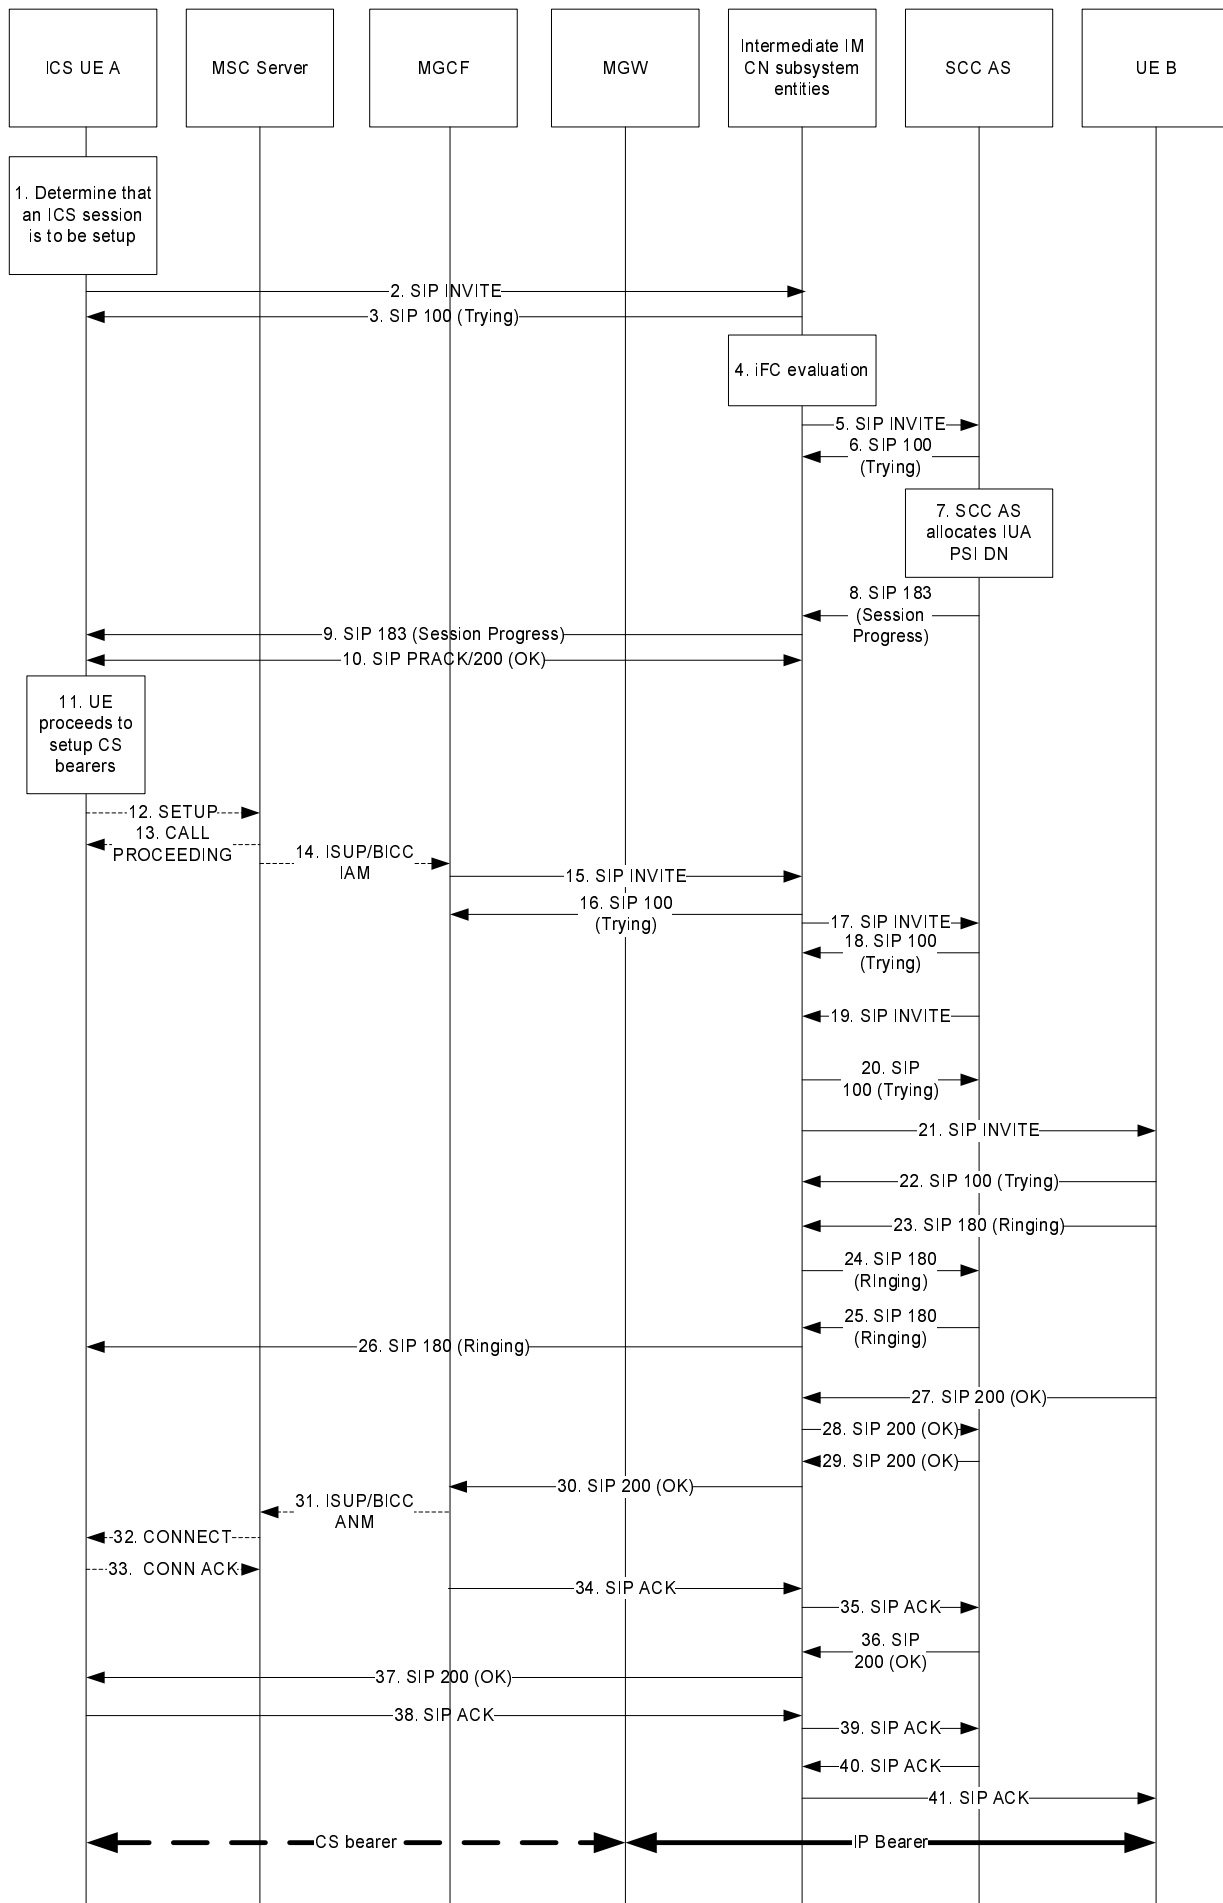 ICS UE A
MSC Server
MGCF
MGW
Intermediate IM
CN subsystem
entities
SCC AS
UE B
1. Determine that
an ICS session
is to be setup
2. SIP INVITE
3. SIP 100 (Trying)
4. iFC evaluation
5. SIP INVITE
6. SIP 100
(Trying)
7. SCC AS
allocates IUA
PSI DN
8. SIP 183
(Session
Progress)
9. SIP 183 (Session Progress)
10. SIP PRACK/200 (OK)
11. UE
proceeds to
setup CS
bearers
12. SETUP
13. CALL
PROCEEDING
14. ISUP/BICC
IAM
15. SIP INVITE
16. SIP 100
(Trying)
17. SIP INVITE
18. SIP 100
(Trying)
19. SIP INVITE
20. SIP
100 (Trying)
21. SIP INVITE
22. SIP 100 (Trying)
23. SIP 180 (Ringing)
24. SIP 180
(RInging)
25. SIP 180
(Ringing)
26. SIP 180 (Ringing)
27. SIP 200 (OK)
28. SIP 200 (OK)
29. SIP 200 (OK)
30. SIP 200 (OK)
31. ISUP/BICC
ANM
32. CONNECT
33. CONN ACK
34. SIP ACK
35. SIP ACK
36. SIP
200 (OK)
37. SIP 200 (OK)
38. SIP ACK
39. SIP ACK
40. SIP ACK
41. SIP ACK
CS bearer
IP Bearer